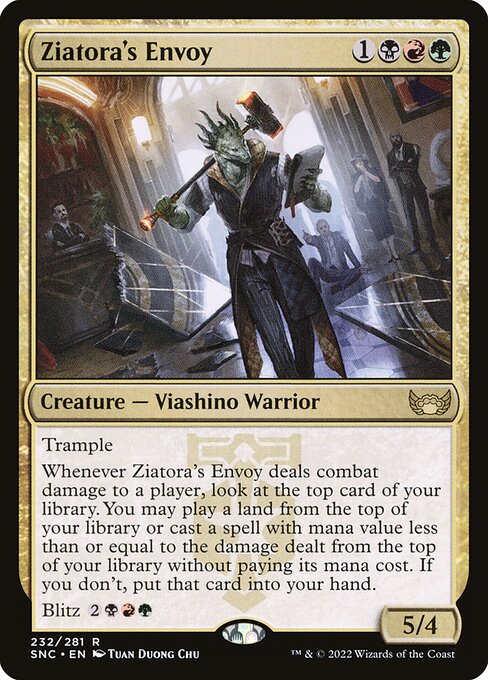 Ziatora's Envoy 1
Creature — Viashino Warrior
Trample
Whenever Ziatora's Envoy deals combat
damage to a player, look at the top card of your
library. You may play a land from the top of
your library or cast a spell with mana value less
than or equal to the damage dealt from the top
of your library without paying its mana cost. If
you don't, put that card into your hand.
Blitz 2
5/4
232/281 R
SNC • EN Tuan Duong Chu
™ & © 2022 Wizards of the Coast